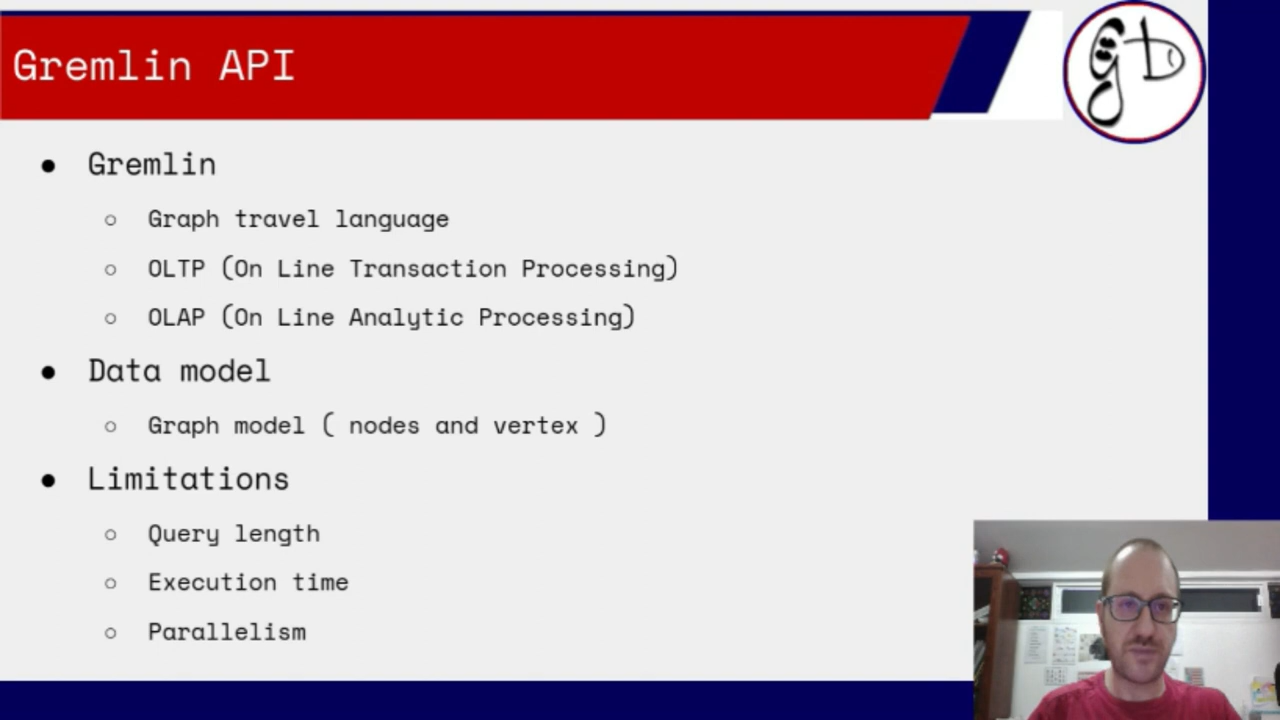 Gremlin API
● Gremlin
○ Graph travel language
○ OLTP (On Line Transaction Processing)
○ OLAP (On Line Analytic Processing)
● Data model
○ Graph model ( nodes and vertex )
● Limitations
○ Query length
○ Execution time
○ Parallelism